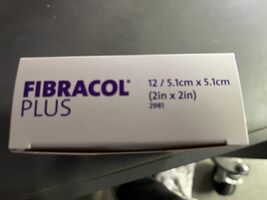 FIBRACOL®
PLUS
12 / 5.1cm x 5.1cm
(2in x 2in)
2981